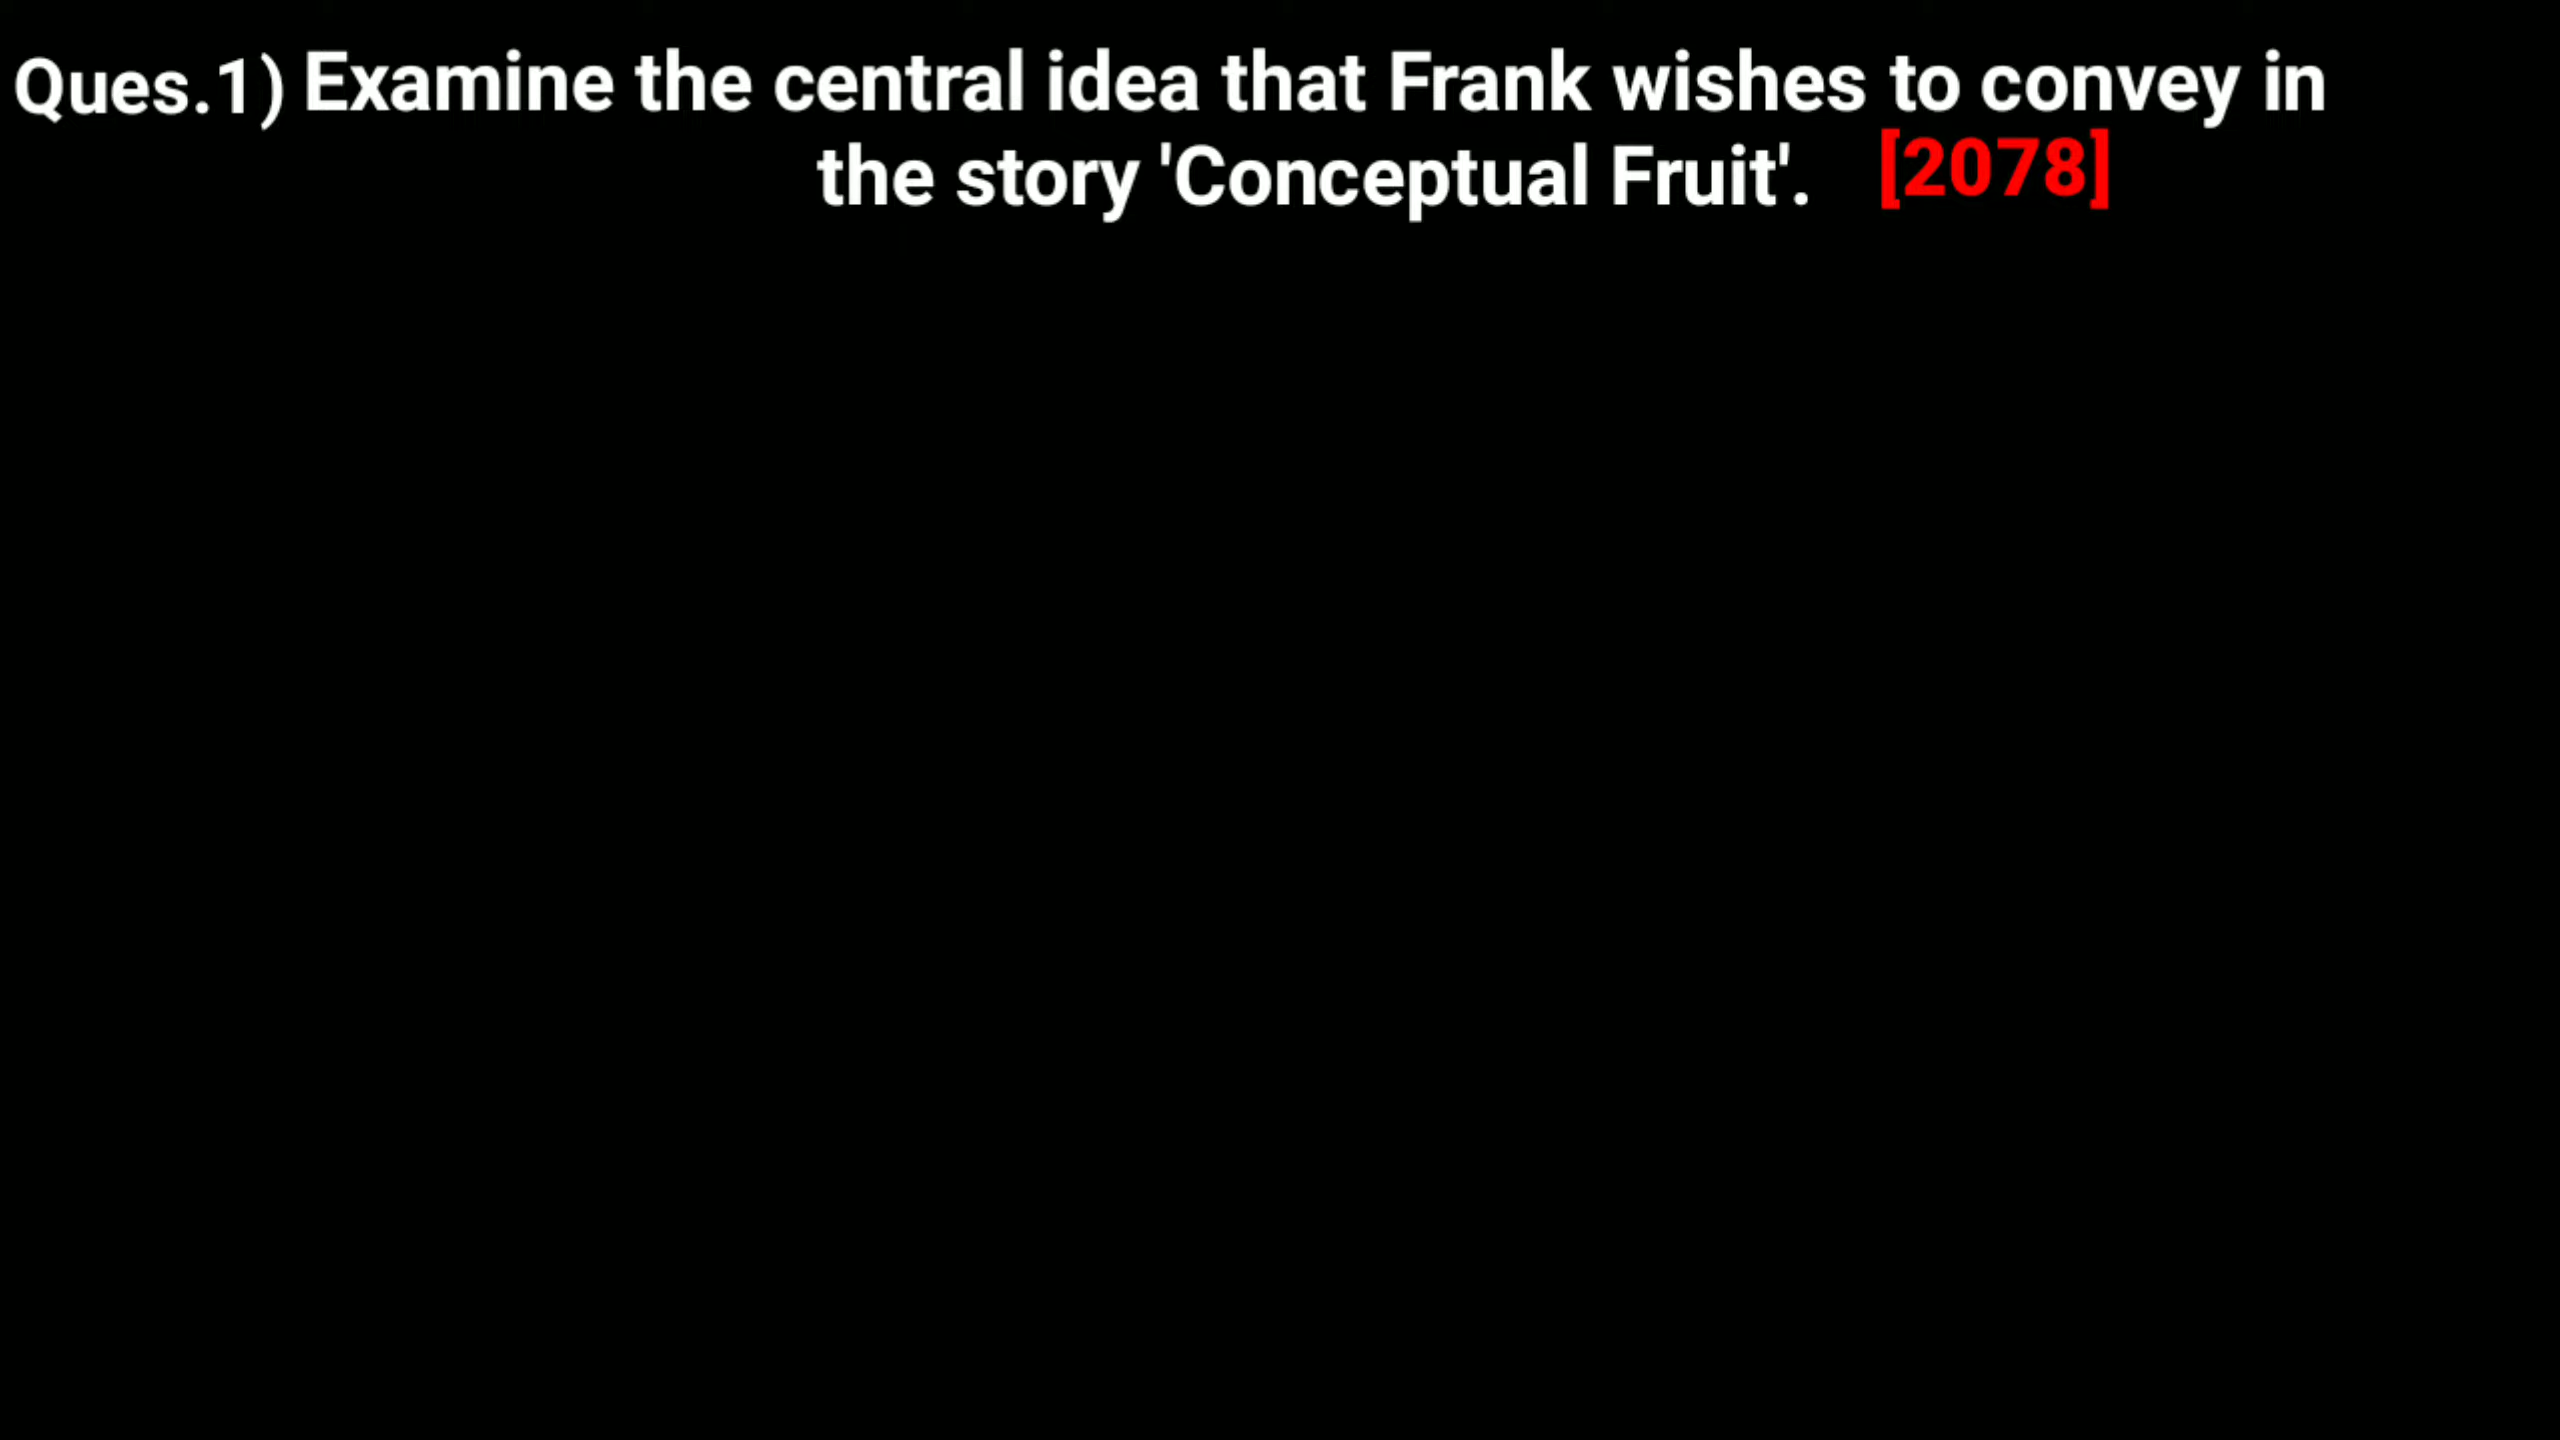 Ques.1) Examine the central idea that Frank wishes to convey in
the story 'Conceptual Fruit'. [2078]